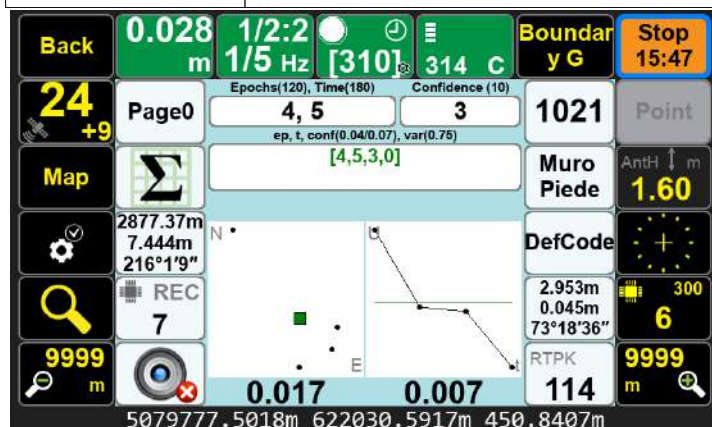 Back
0.028 m
1/2:2
1/5 Hz
[310]
314 C
Boundar
y G
Stop
15:47
24
+9
Page0
Epochs(120), Time(180)
Confidence (10)
4, 5
3
1021
Point
ep, t, conf(0.04/0.07), var(0.75)
[4,5,3,0]
Map
Σ
Muro
Piede
AntH m
1.60
2877.37m
7.444m
216°1'9"
N
E
U
t
DefCode
REC
7
2.953m
0.045m
73°18'36"
300
6
9999
m
0.017
0.007
RTPK
114
9999
m
5079777.5018m 622030.5917m 450.8407m